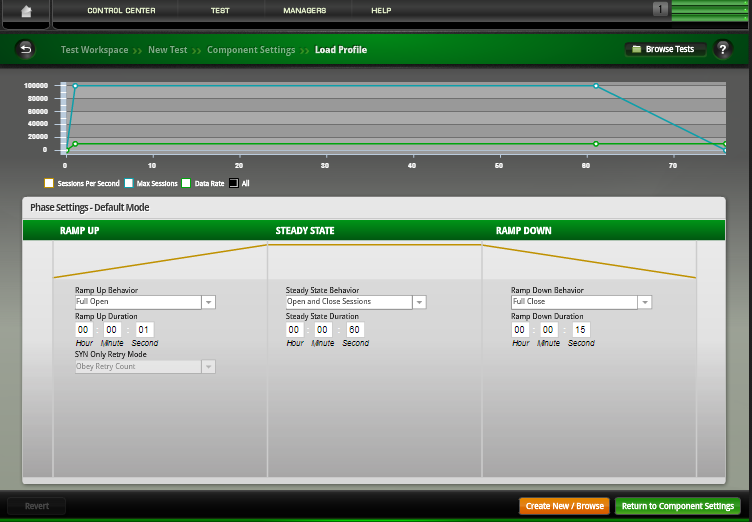 CONTROL CENTER TEST MANAGERS HELP 1
Test Workspace >> New Test >> Component Settings >> Load Profile Browse Tests ?
100000
80000
60000
40000
20000
0
0 10 20 30 40 50 60 70
Sessions Per Second Max Sessions Data Rate All
Phase Settings - Default Mode
RAMP UP STEADY STATE RAMP DOWN
Ramp Up Behavior Steady State Behavior Ramp Down Behavior
Full Open Open and Close Sessions Full Close
Ramp Up Duration Steady State Duration Ramp Down Duration
00 : 00 : 01 00 : 00 : 60 00 : 00 : 15
Hour Minute Second Hour Minute Second Hour Minute Second
SYN Only Retry Mode
Obey Retry Count
Revert Create New / Browse Return to Component Settings